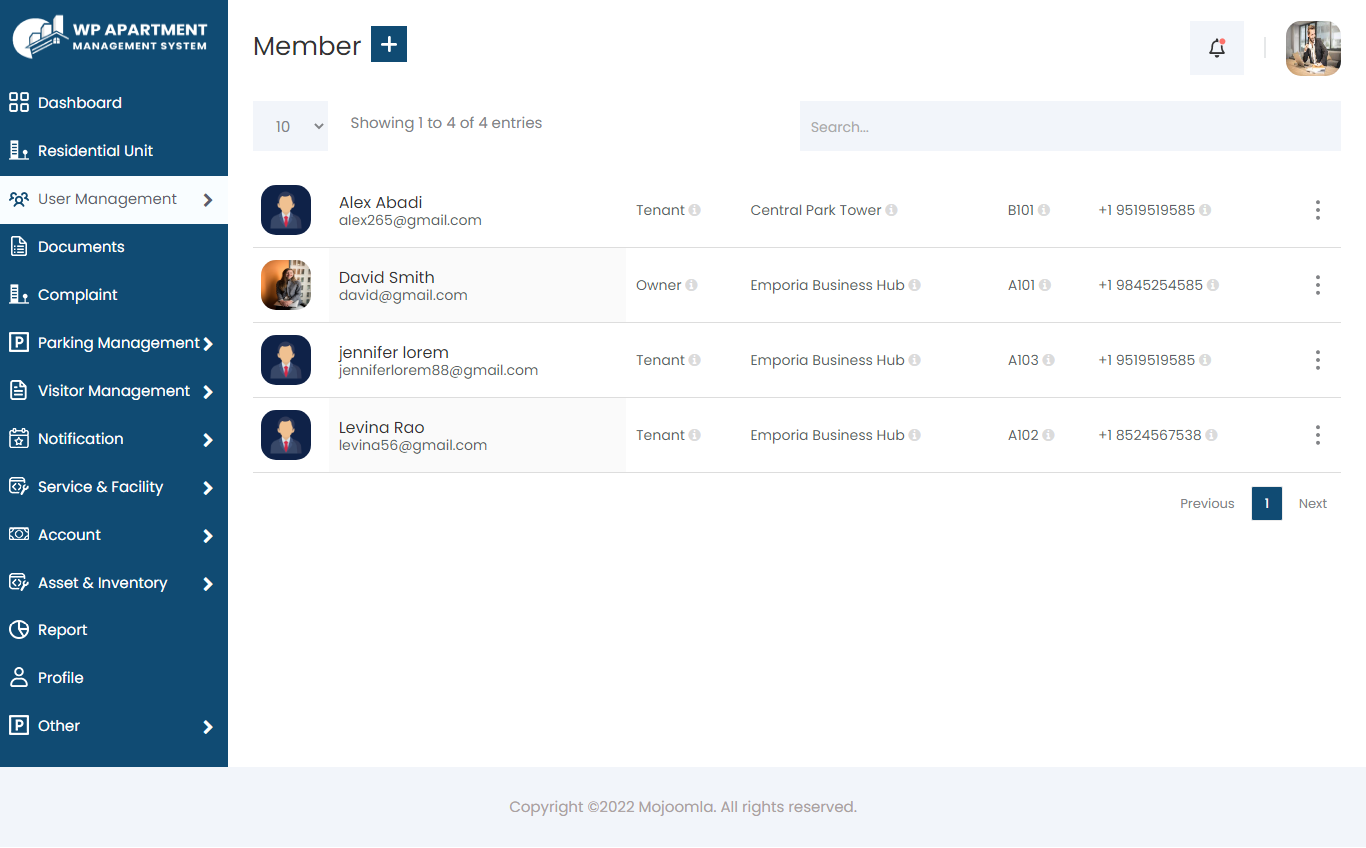 WP APARTMENT
MANAGEMENT SYSTEM
Dashboard
Residential Unit
User Management
Documents
Complaint
Parking Management
Visitor Management
Notification
Service & Facility
Account
Asset & Inventory
Report
Profile
Other
Member
10 Showing 1 to 4 of 4 entries Search...
Alex Abadi
alex265@gmail.com
Tenant Central Park Tower B101 +1 9519519585
David Smith
david@gmail.com
Owner Emporia Business Hub A101 +1 9845254585
jennifer lorem
jenniferlorem88@gmail.com
Tenant Emporia Business Hub A103 +1 9519519585
Levina Rao
levina56@gmail.com
Tenant Emporia Business Hub A102 +1 8524567538
Previous 1 Next
Copyright ©2022 Mojoomla. All rights reserved.